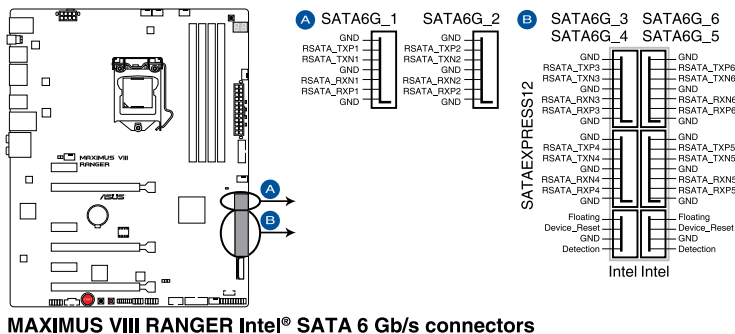 A SATA6G_1 SATA6G_2
GND
RSATA_TXP1
RSATA_TXN1
GND
RSATA_RXN1
RSATA_RXP1
GND
GND
RSATA_TXP2
RSATA_TXN2
GND
RSATA_RXN2
RSATA_RXP2
GND
B SATA6G_3 SATA6G_6
SATA6G_4 SATA6G_5
SATAEXPRESS12
GND
RSATA_TXP3
RSATA_TXN3
GND
RSATA_RXN3
RSATA_RXP3
GND
GND
RSATA_TXP6
RSATA_TXN6
GND
RSATA_RXN6
RSATA_RXP6
GND
GND
RSATA_TXP4
RSATA_TXN4
GND
RSATA_RXN4
RSATA_RXP4
GND
GND
RSATA_TXP5
RSATA_TXN5
GND
RSATA_RXN5
RSATA_RXP5
GND
Floating
Device_Reset
GND
Detection
Floating
Device_Reset
GND
Detection
Intel Intel
MAXIMUS VIII
RANGER
ASUS
A
B
MAXIMUS VIII RANGER Intel® SATA 6 Gb/s connectors